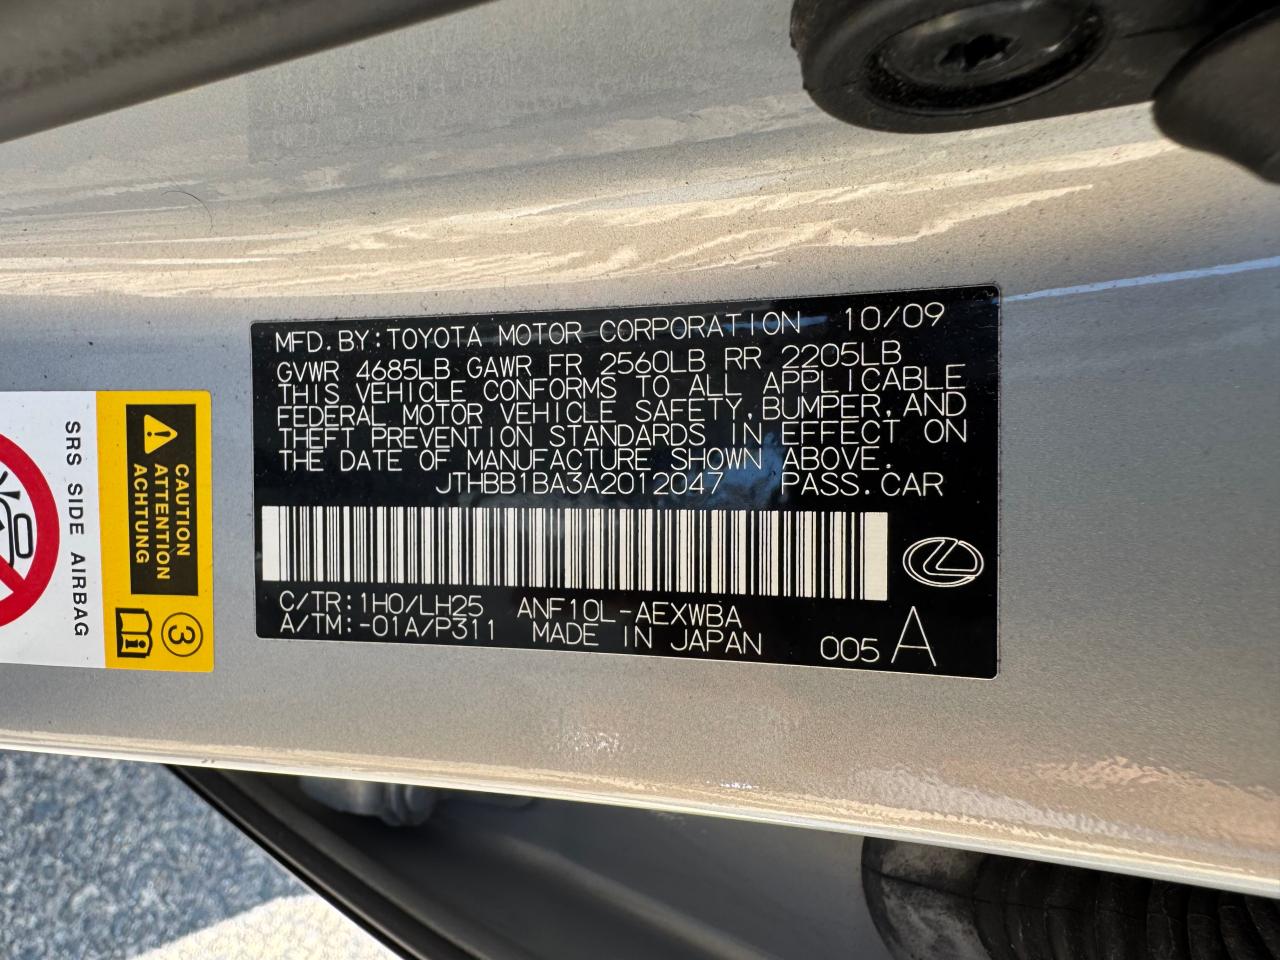 MFD. BY: TOYOTA MOTOR CORPORATION 10/09
GVWR 4685LB GAWR FR 2560LB RR 2205LB
THIS VEHICLE CONFORMS TO ALL APPLICABLE
FEDERAL MOTOR VEHICLE SAFETY, BUMPER, AND
THEFT PREVENTION STANDARDS IN EFFECT ON
THE DATE OF MANUFACTURE SHOWN ABOVE.
JTHBB1BA3A2012047 PASS. CAR
C/TR: 1H0/LH25 ANF10L-AEXWBA
A/TM: -01A/P311 MADE IN JAPAN 005 A
SRS SIDE AIRBAG
CAUTION
ATTENTION
ACHTUNG
3